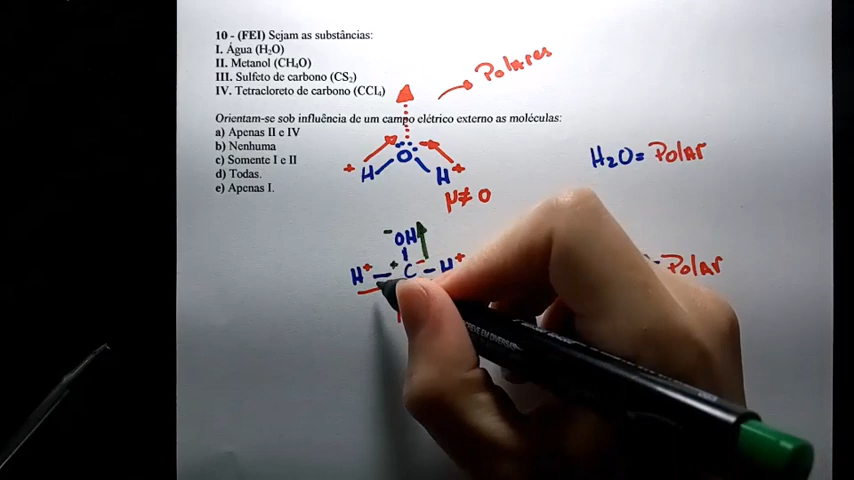 10 - (FEI) Sejam as substâncias:
I. Água (H₂O)
II. Metanol (CH₄O)
III. Sulfeto de carbono (CS₂)
IV. Tetracloreto de carbono (CCl₄)
Orientam-se sob influência de um campo elétrico externo as moléculas:
a) Apenas II e IV
b) Nenhuma
c) Somente I e II
d) Todas.
e) Apenas I.
Polares
+ O +
H H
μ ≠ 0
H₂O = Polar
- OH
H + + C - H +
Polar